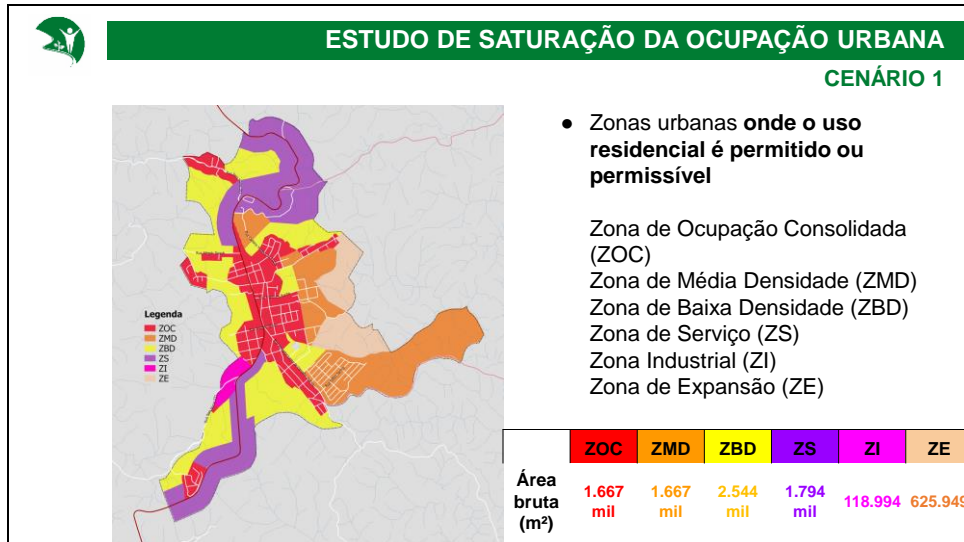 ESTUDO DE SATURAÇÃO DA OCUPAÇÃO URBANA
CENÁRIO 1
● Zonas urbanas onde o uso
residencial é permitido ou
permissível
Zona de Ocupação Consolidada
(ZOC)
Zona de Média Densidade (ZMD)
Zona de Baixa Densidade (ZBD)
Zona de Serviço (ZS)
Zona Industrial (ZI)
Zona de Expansão (ZE)
Legenda
ZOC
ZMD
ZBD
ZS
ZI
ZE
ZOC ZMD ZBD ZS ZI ZE
Área
bruta
(m²)
1.667 1.667 2.544 1.794 118.994 625.949
mil mil mil mil